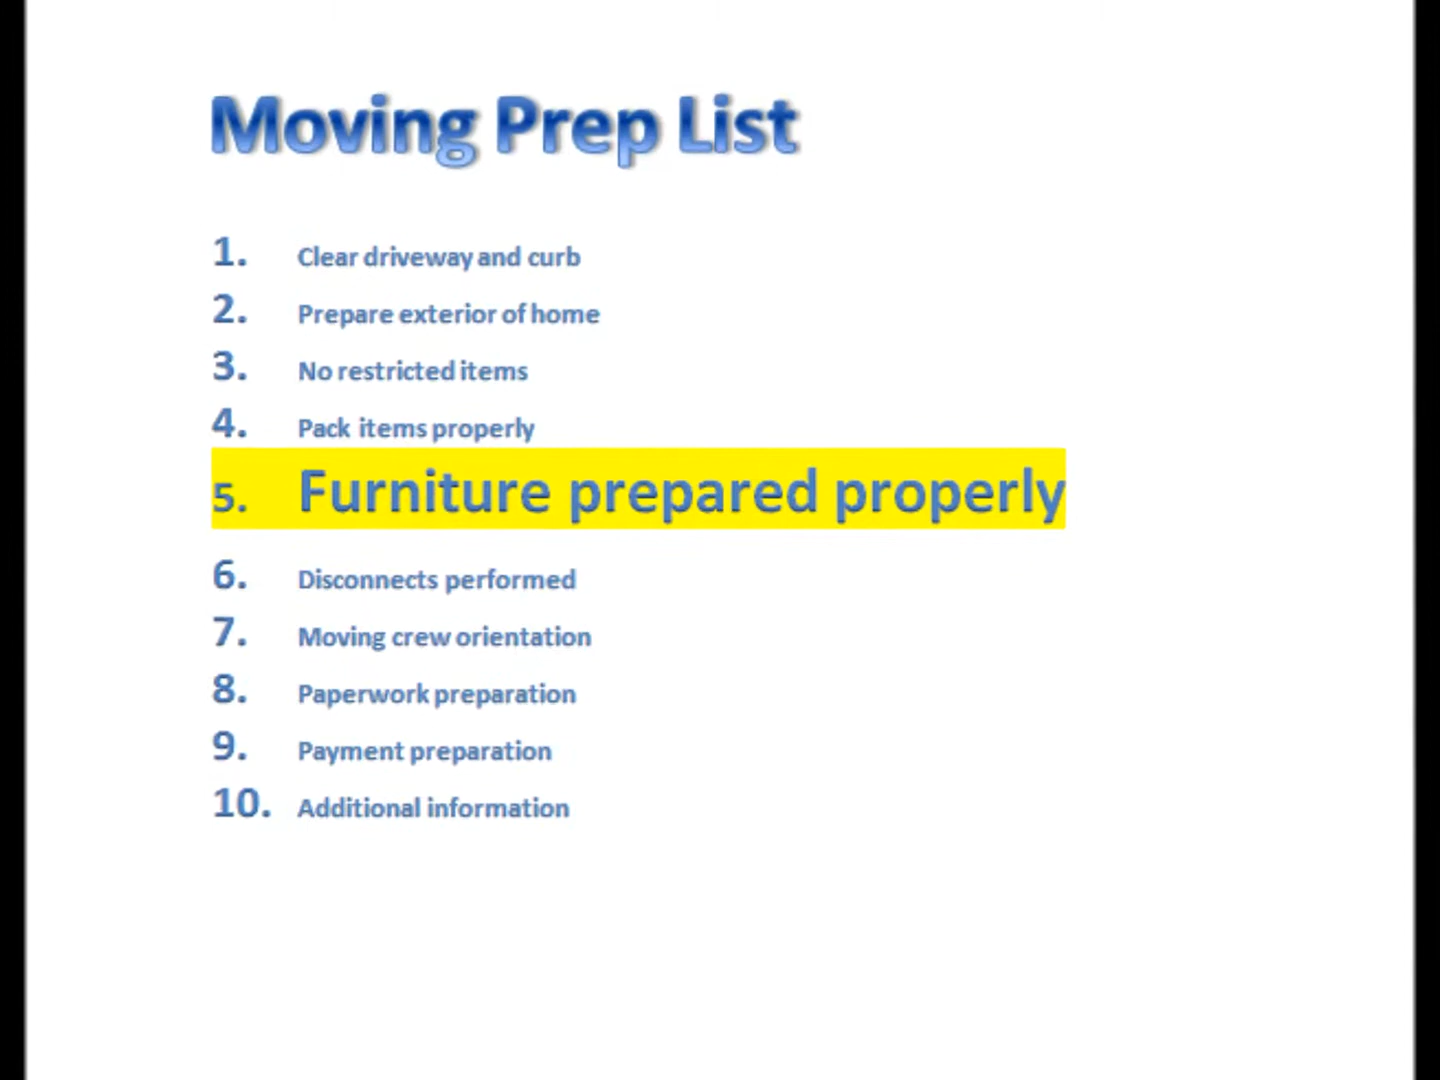 Moving Prep List
1. Clear driveway and curb
2. Prepare exterior of home
3. No restricted items
4. Pack items properly
5. Furniture prepared properly
6. Disconnects performed
7. Moving crew orientation
8. Paperwork preparation
9. Payment preparation
10. Additional information